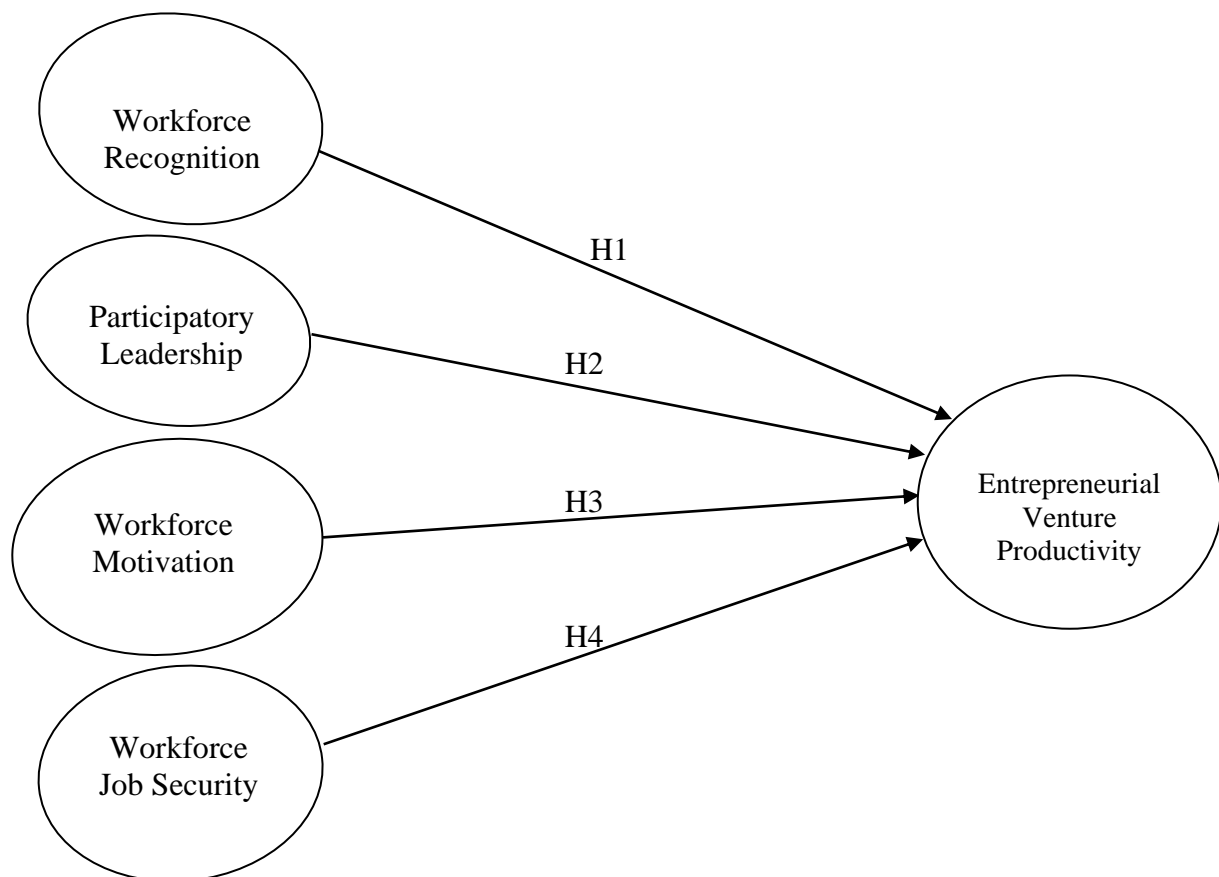 Workforce
Recognition
H1
Participatory
Leadership
H2
Workforce
Motivation
H3
Entrepreneurial
Venture
Productivity
H4
Workforce
Job Security